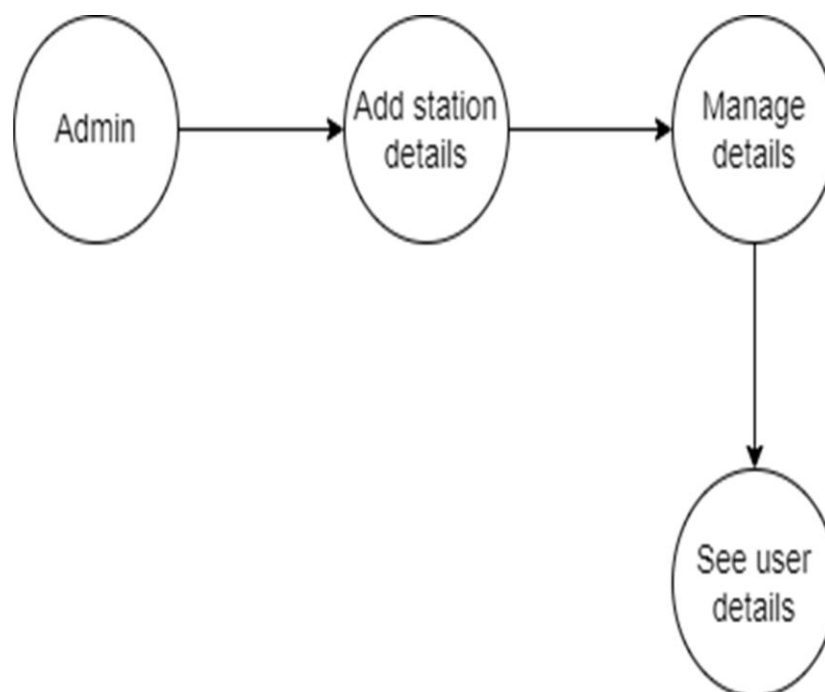 Admin
Add station
details
Manage
details
See user
details